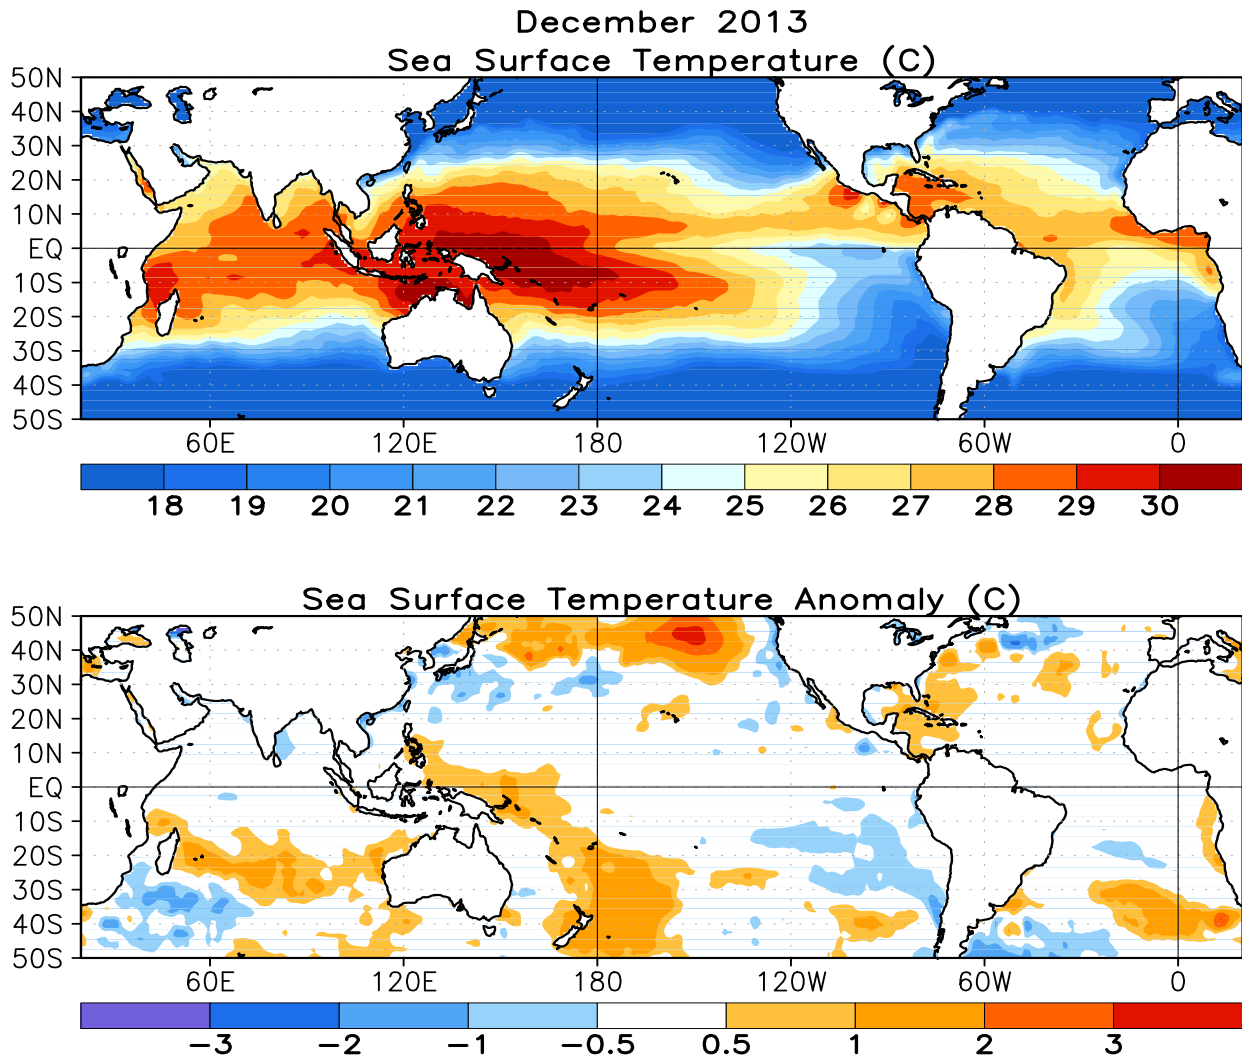 December 2013
Sea Surface Temperature (C)
50N
40N
30N
20N
10N
EQ
10S
20S
30S
40S
50S
60E 120E 180 120W 60W 0
18 19 20 21 22 23 24 25 26 27 28 29 30
Sea Surface Temperature Anomaly (C)
50N
40N
30N
20N
10N
EQ
10S
20S
30S
40S
50S
60E 120E 180 120W 60W 0
−3 −2 −1 −0.5 0.5 1 2 3